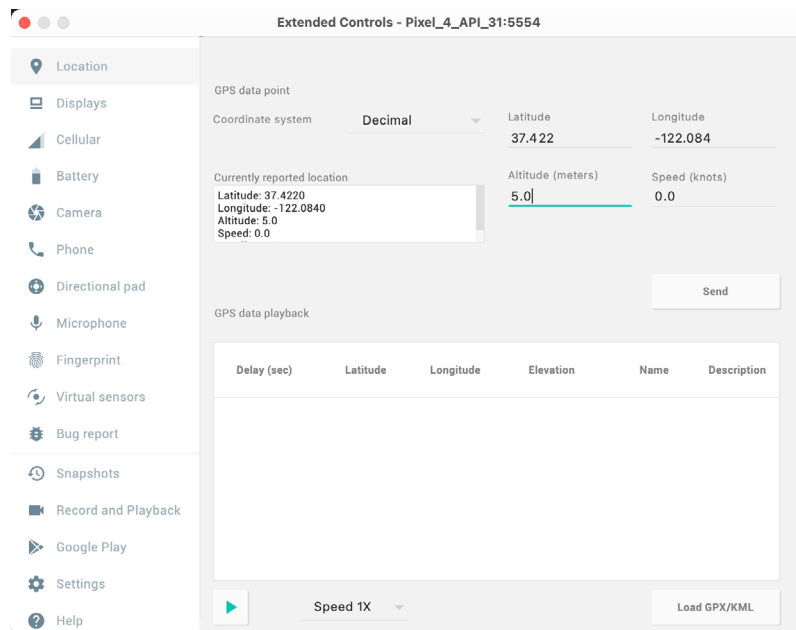 Extended Controls - Pixel_4_API_31:5554
Location
Displays
Cellular
Battery
Camera
Phone
Directional pad
Microphone
Fingerprint
Virtual sensors
Bug report
Snapshots
Record and Playback
Google Play
Settings
Help
GPS data point
Coordinate system Decimal
Latitude
37.422
Longitude
-122.084
Currently reported location
Latitude: 37.4220
Longitude: -122.0840
Altitude: 5.0
Speed: 0.0
Altitude (meters)
5.0
Speed (knots)
0.0
Send
GPS data playback
Delay (sec) Latitude Longitude Elevation Name Description
Speed 1X
Load GPX/KML